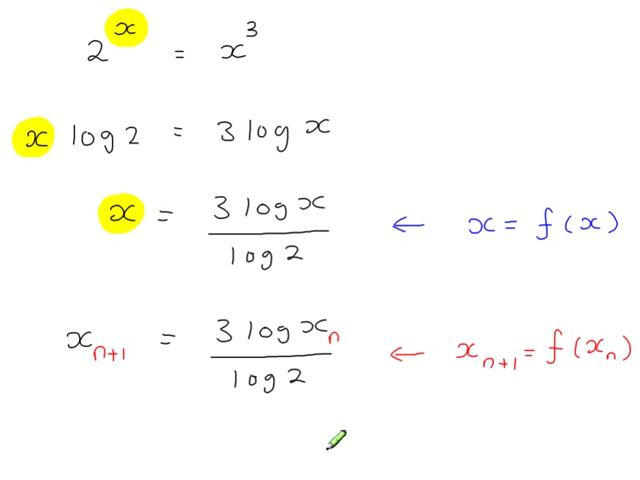 2^x = x^3
x log 2 = 3 log x
x = (3 log x)/(log 2) ← x = f(x)
x_{n+1} = (3 log x_n)/(log 2) ← x_{n+1} = f(x_n)